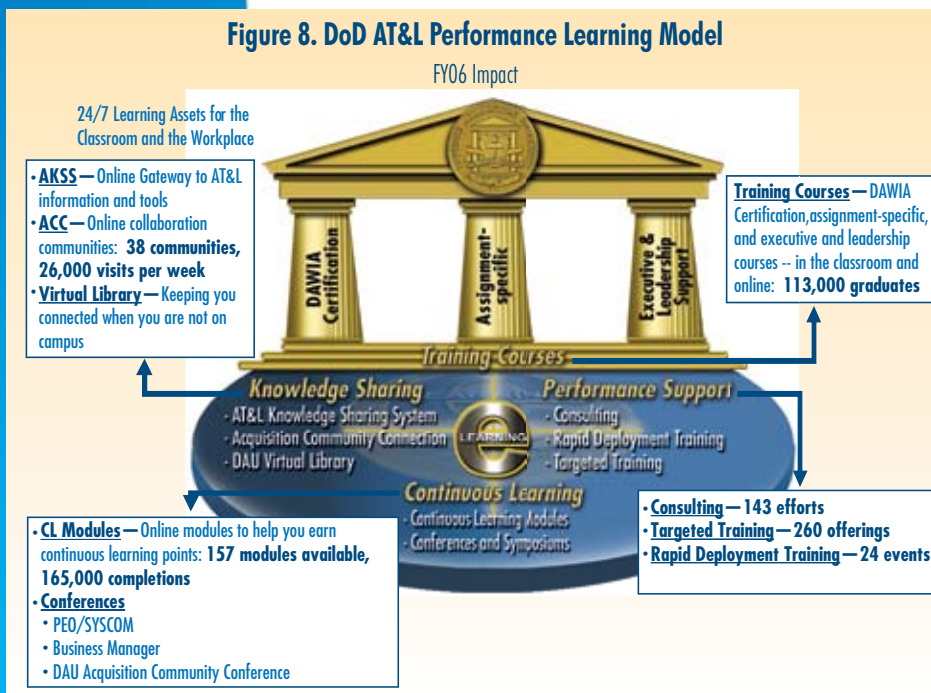 Figure 8. DoD AT&L Performance Learning Model
FY06 Impact
24/7 Learning Assets for the
Classroom and the Workplace
• AKSS — Online Gateway to AT&L
information and tools
• ACC — Online collaboration
communities: 38 communities,
26,000 visits per week
• Virtual Library — Keeping you
connected when you are not on
campus
DAWIA
Certification
Assignment-
specific
Executive &
Leadership
Support
Training Courses — DAWIA
Certification,assignment-specific,
and executive and leadership
courses -- in the classroom and
online: 113,000 graduates
Training Courses
Knowledge Sharing
- AT&L Knowledge Sharing System
- Acquisition Community Connection
- DAU Virtual Library
Performance Support
- Consulting
- Rapid Deployment Training
- Targeted Training
e
LEARNING
Continuous Learning
- Continuous Learning Modules
- Conferences and Symposiums
• CL Modules — Online modules to help you earn
continuous learning points: 157 modules available,
165,000 completions
• Conferences
• PEO/SYSCOM
• Business Manager
• DAU Acquisition Community Conference
• Consulting — 143 efforts
• Targeted Training — 260 offerings
• Rapid Deployment Training — 24 events